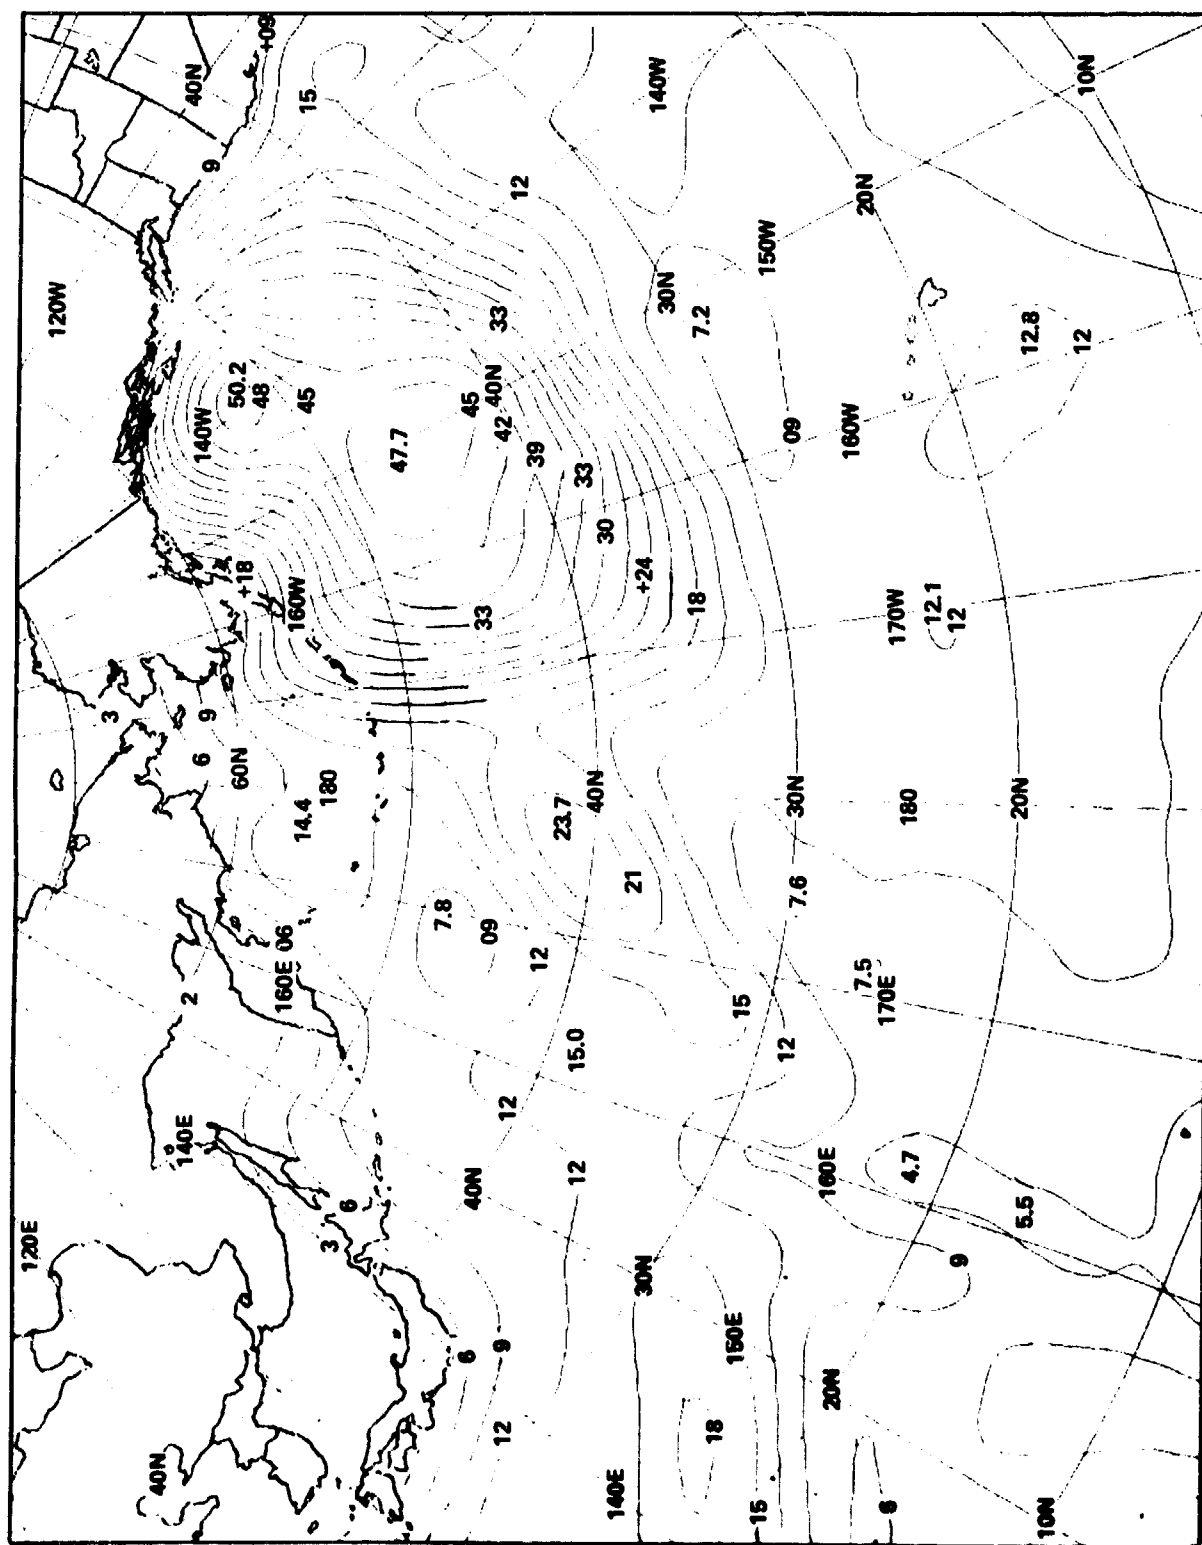 120E
120W
3
40N
140E 2 40N
6 9 140W 9
60N +18 50.2
48 +09
160E 06
14.4 160W 45 15
3 180
6
47.7
7.8
6 40N 45
09 33 40N 33
12 9 12 42
12
12 39
23.7
12 15.0 33
40N
30
140E
21 +24
30N
30N 140W
18 7.2
18
150E 15
15 150W
12 09
7.6 30N
160E
20N 160W
7.5 20N
6 170E 170W
4.7 180
12.1
9 12
5.5 20N 12.8
10N
12 10N